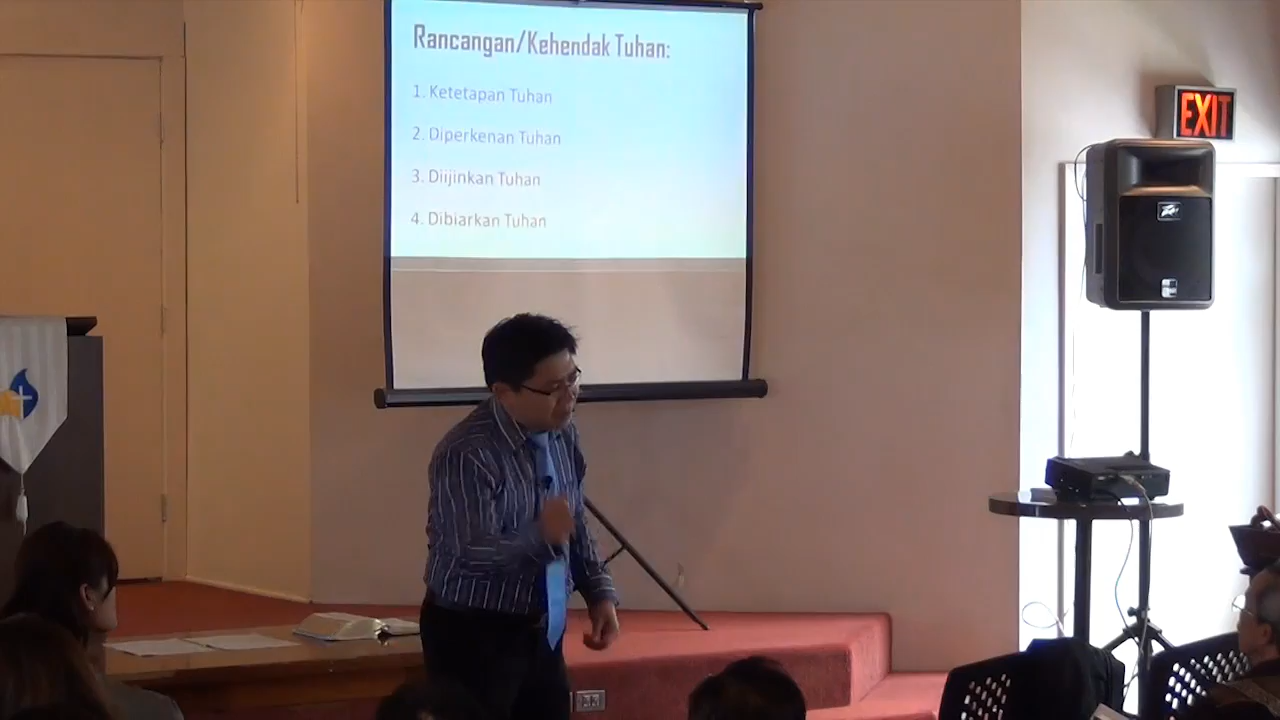 Rancangan/Kehendak Tuhan:
1. Ketetapan Tuhan
2. Diperkenan Tuhan
3. Diijinkan Tuhan
4. Dibiarkan Tuhan
EXIT